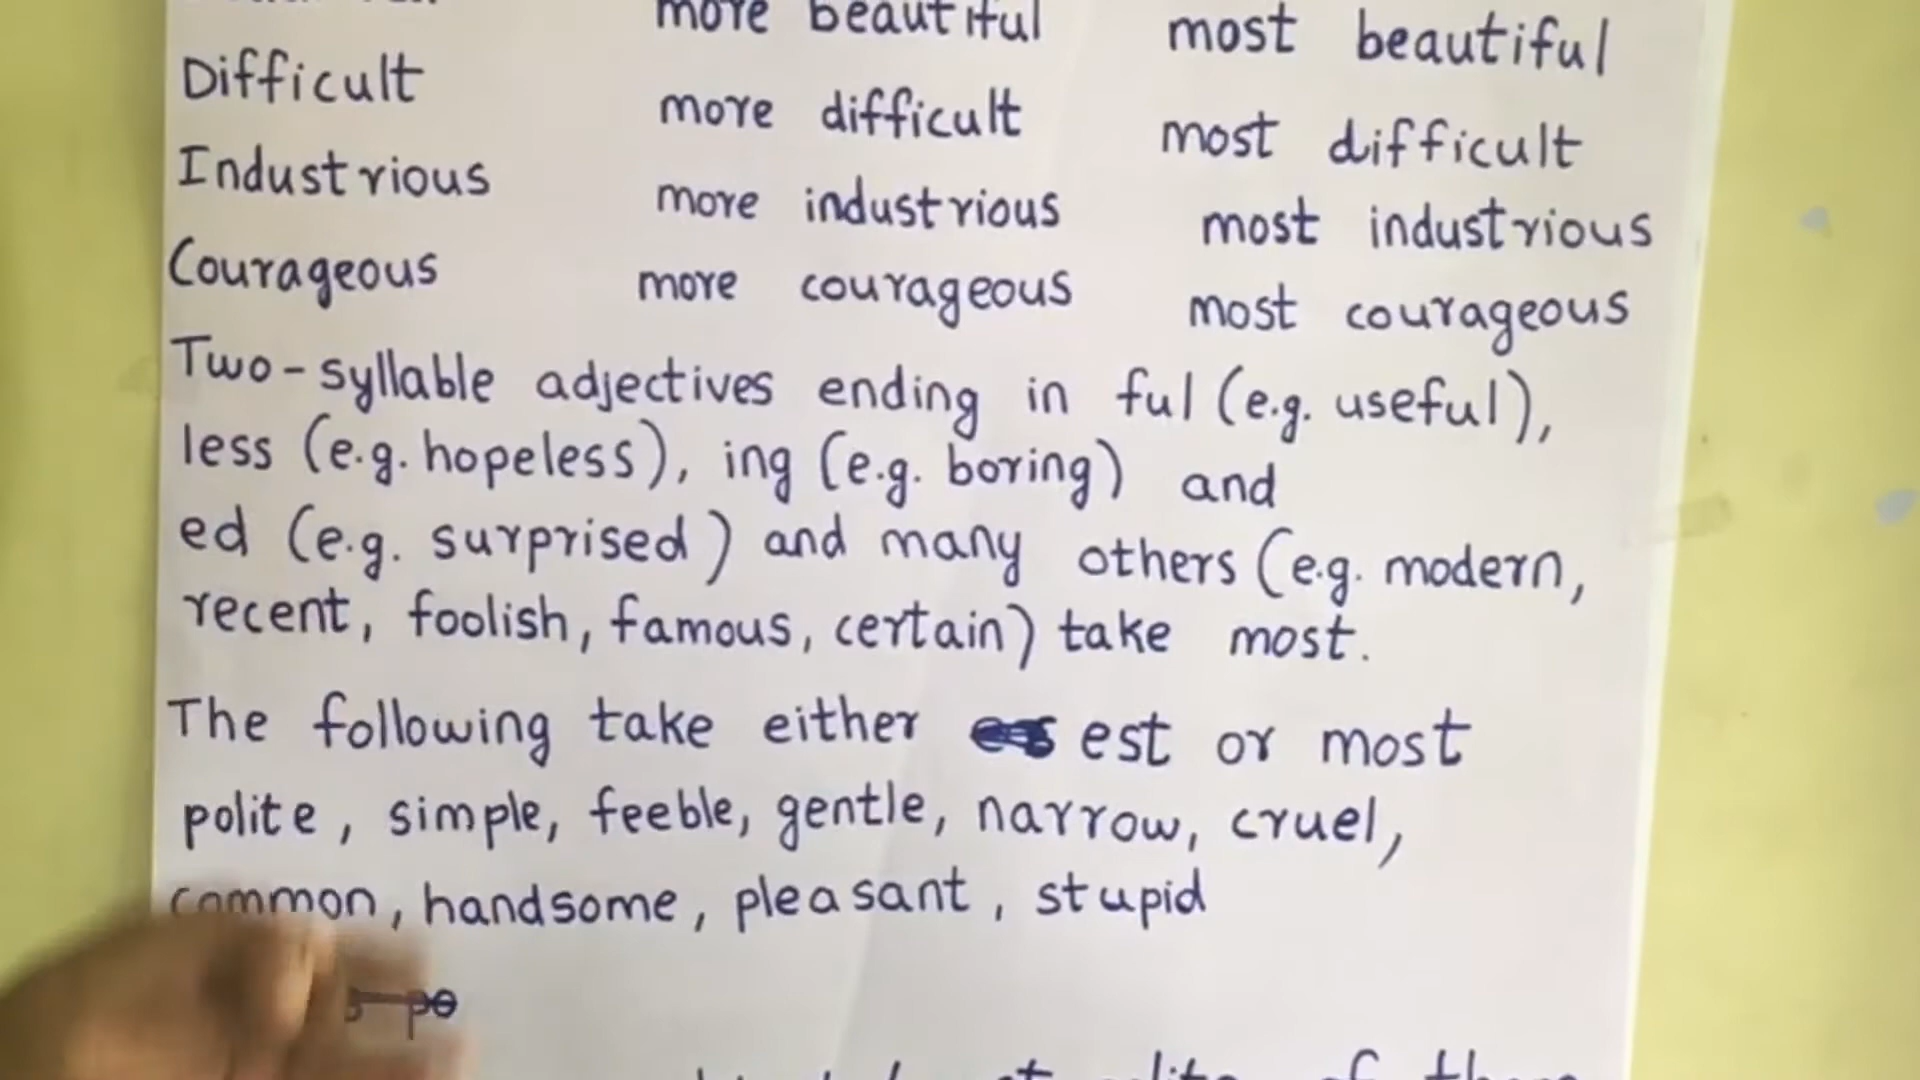 more beautiful most beautiful
Difficult more difficult most difficult
Industrious more industrious most industrious
Courageous more courageous most courageous
Two-syllable adjectives ending in ful (e.g. useful),
less (e.g. hopeless), ing (e.g. boring) and
ed (e.g. surprised) and many others (e.g. modern,
recent, foolish, famous, certain) take most.
The following take either est or most
polite, simple, feeble, gentle, narrow, cruel,
common, handsome, pleasant, stupid
of